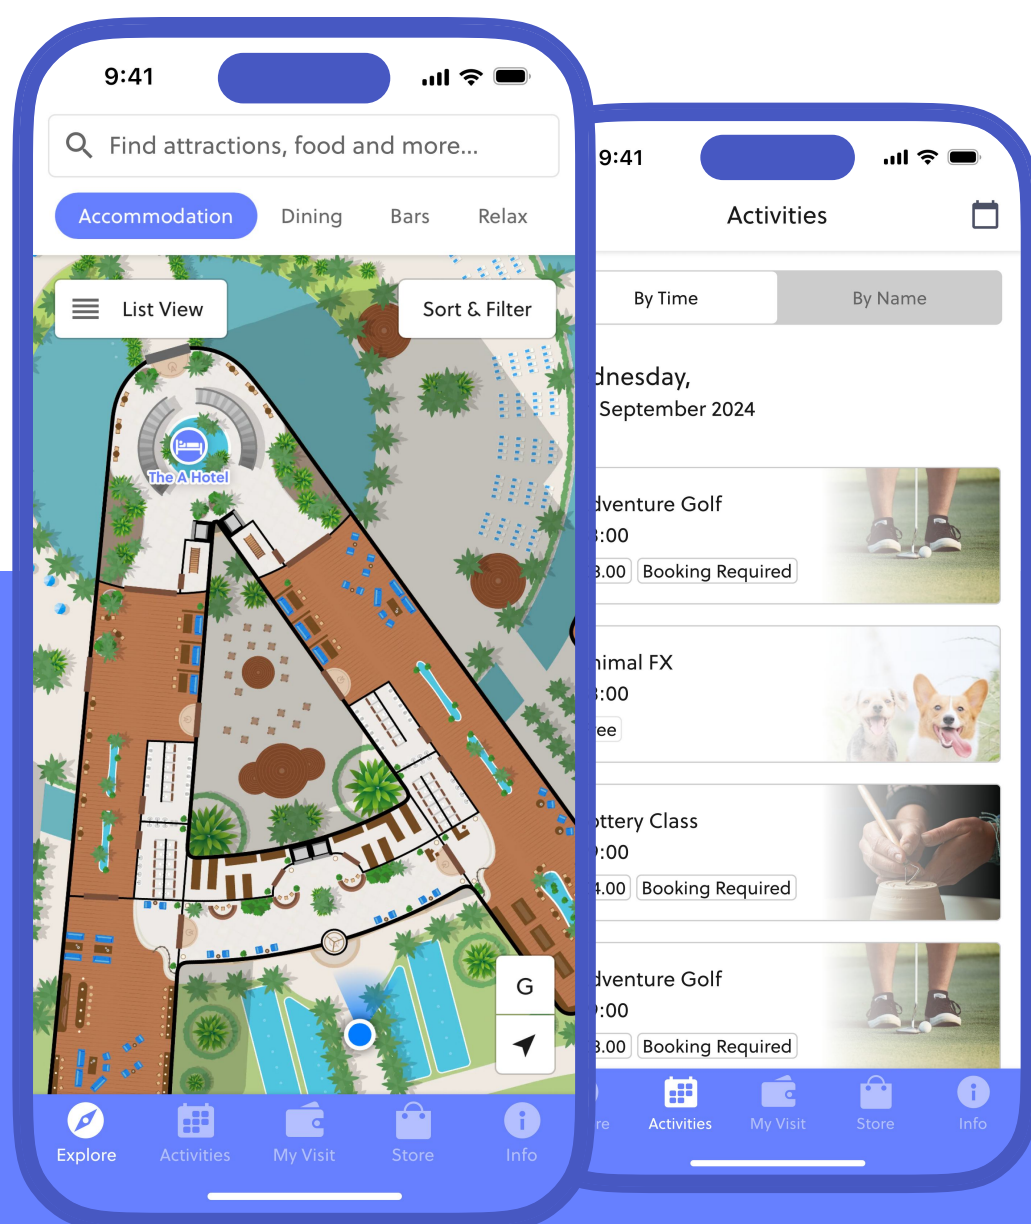 9:41
Find attractions, food and more...
Accommodation Dining Bars Relax
List View Sort & Filter
The A Hotel
G
Explore Activities My Visit Store Info
9:41
Activities
By Time By Name
dnesday,
September 2024
dventure Golf
:00
.00 Booking Required
nimal FX
:00
ee
ottery Class
:00
4.00 Booking Required
dventure Golf
:00
.00 Booking Required
re Activities My Visit Store Info